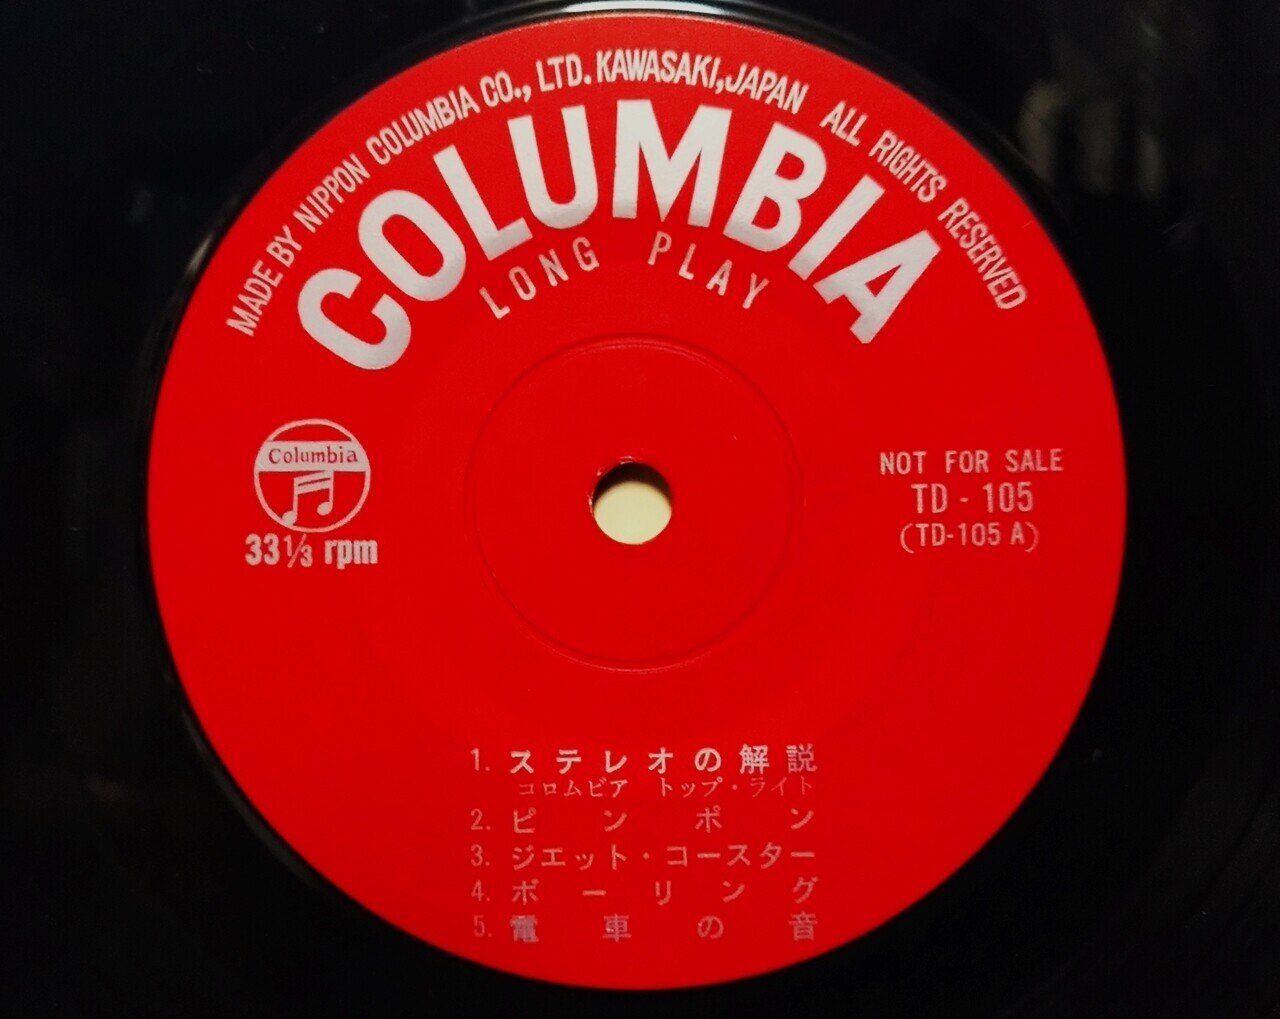 MADE BY NIPPON COLUMBIA CO., LTD. KAWASAKI, JAPAN ALL RIGHTS RESERVED
COLUMBIA
LONG PLAY
Columbia
33 1/3 rpm
NOT FOR SALE
TD - 105
(TD-105 A)
1. ステレオの解説
コロムビア トップ・ライト
2. ピンポン
3. ジエット・コースター
4. ボーリング
5. 電車の音